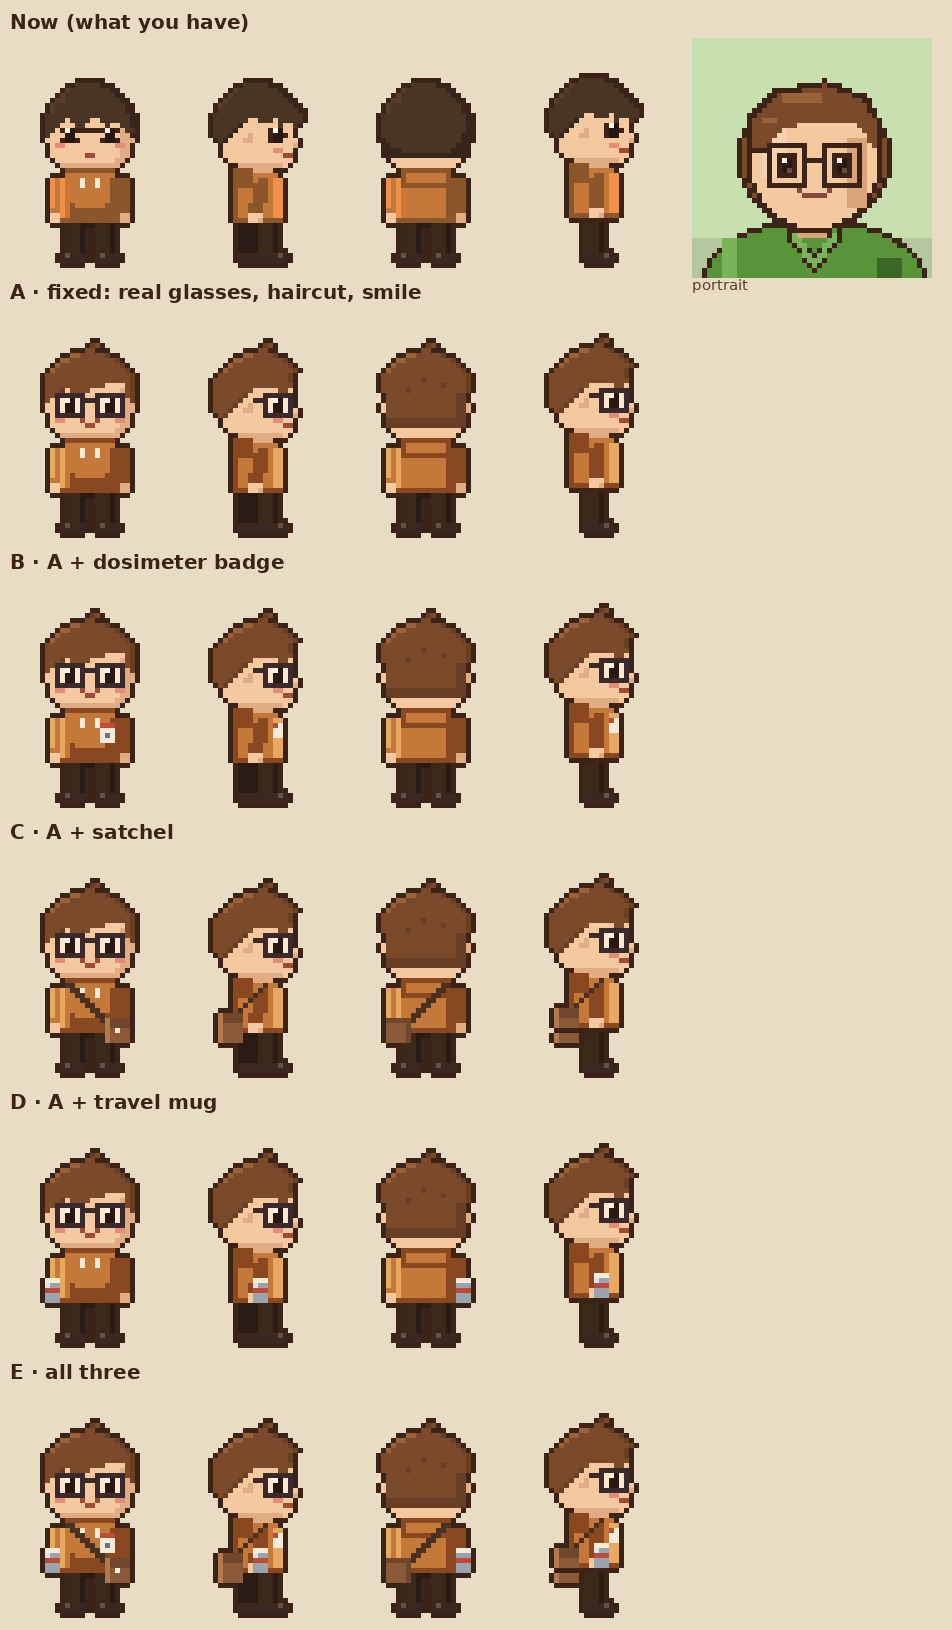 Now (what you have)
portrait
A · fixed: real glasses, haircut, smile
B · A + dosimeter badge
C · A + satchel
D · A + travel mug
E · all three